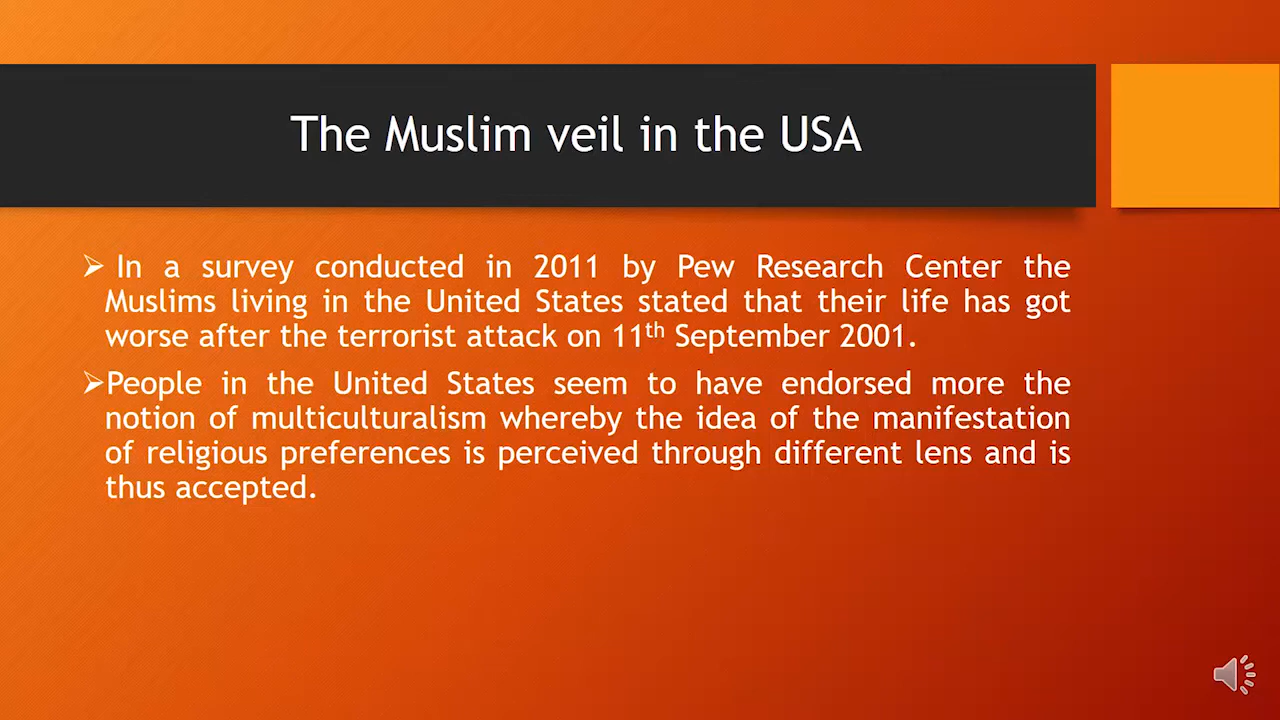 The Muslim veil in the USA
➢ In a survey conducted in 2011 by Pew Research Center the
Muslims living in the United States stated that their life has got
worse after the terrorist attack on 11th September 2001.
➢People in the United States seem to have endorsed more the
notion of multiculturalism whereby the idea of the manifestation
of religious preferences is perceived through different lens and is
thus accepted.